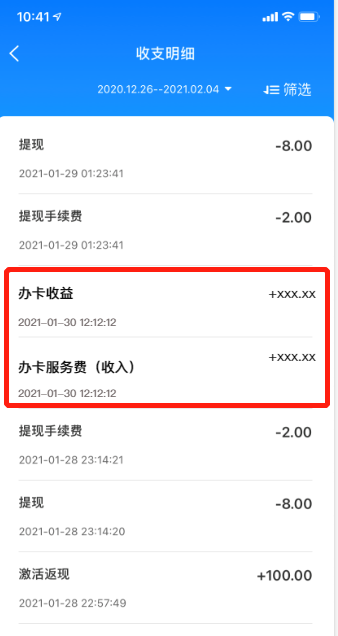 10:41
收支明细
2020.12.26--2021.02.04 筛选
提现 -8.00
2021-01-29 01:23:41
提现手续费 -2.00
2021-01-29 01:23:41
办卡收益 +xxx.xx
2021-01-30 12:12:12
办卡服务费（收入） +xxx.xx
2021-01-30 12:12:12
提现手续费 -2.00
2021-01-28 23:14:21
提现 -8.00
2021-01-28 23:14:20
激活返现 +100.00
2021-01-28 22:57:49